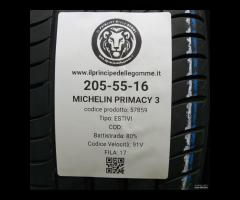 www.ilprincipedellegomme.it
205-55-16
MICHELIN PRIMACY 3
codice prodotto: 57859
Tipo: ESTIVI
COD:
Battistrada: 80%
Codice Velocità: 91V
FILA: 17